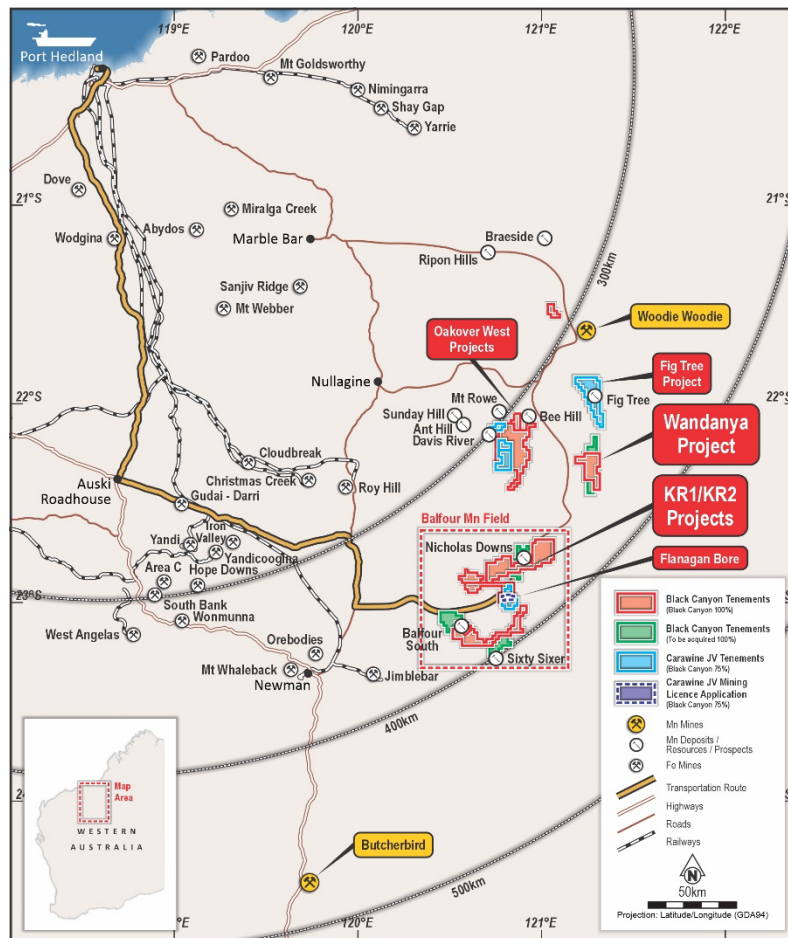 119°E
120°E
121°E
122°E
Port Hedland
Pardoo
Mt Goldsworthy
Nimingarra
Shay Gap
Yarrie
Dove
21°S
21°S
Miralga Creek
Abydos
Wodgina
Marble Bar
Braeside
Ripon Hills
300km
Sanjiv Ridge
Mt Webber
Woodie Woodie
Oakover West
Projects
Nullagine
22°S
22°S
Fig Tree
Project
Mt Rowe
Fig Tree
Sunday Hill
Bee Hill
Ant Hill
Davis River
Wandanya
Project
Cloudbreak
Christmas Creek
Roy Hill
Auski
Roadhouse
Gudai - Darri
KR1/KR2
Projects
Balfour Mn Field
Iron
Valley
Yandi
Yandicoogina
Nicholas Downs
Area C
Hope Downs
Flanagan Bore
23°S
South Bank
Wonmunna
West Angelas
Balfour
South
Orebodies
Sixty Sixer
Mt Whaleback
Jimblebar
Newman
400km
Black Canyon Tenements
(Black Canyon 100%)
Black Canyon Tenements
(To be acquired 100%)
Carawine JV Tenements
(Black Canyon 75%)
Carawine JV Mining
Licence Application
(Black Canyon 75%)
Mn Mines
Mn Deposits /
Resources / Prospects
Fe Mines
Transportation Route
Highways
Roads
Railways
N
50km
Projection: Latitude/Longitude (GDA94)
Map
Area
WESTERN
AUSTRALIA
Butcherbird
500km
119°E
120°E
121°E